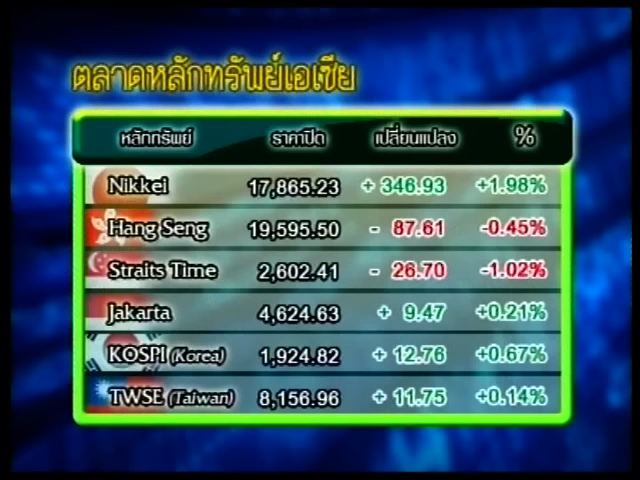 ตลาดหลักทรัพย์เอเซีย
หลักทรัพย์ ราคาปิด เปลี่ยนแปลง %
Nikkei 17,865.23 + 346.93 +1.98%
Hang Seng 19,595.50 - 87.61 -0.45%
Straits Time 2,602.41 - 26.70 -1.02%
Jakarta 4,624.63 + 9.47 +0.21%
KOSPI (Korea) 1,924.82 + 12.76 +0.67%
TWSE (Taiwan) 8,156.96 + 11.75 +0.14%